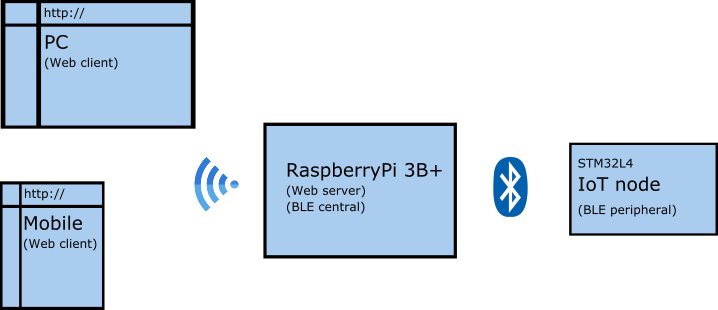 http://
PC
(Web client)
http://
Mobile
(Web client)
RaspberryPi 3B+
(Web server)
(BLE central)
STM32L4
IoT node
(BLE peripheral)